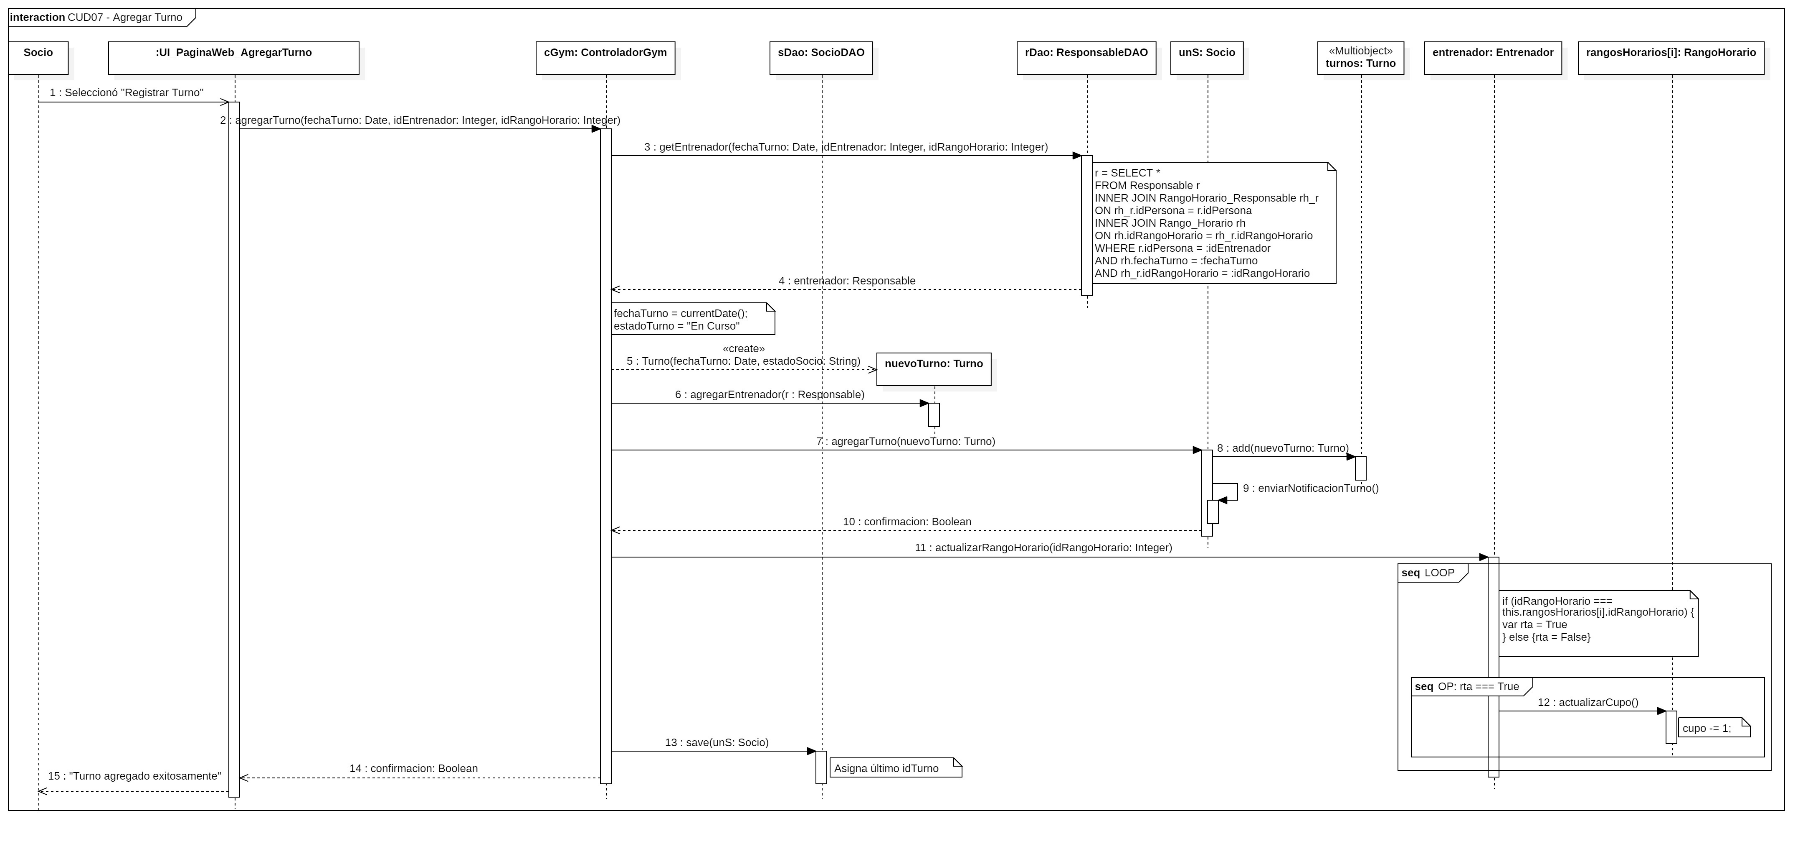 interaction CUD07 - Agregar Turno
Socio
:UI_PaginaWeb_AgregarTurno
cGym: ControladorGym
sDao: SocioDAO
rDao: ResponsableDAO
unS: Socio
«Multiobject»
turnos: Turno
entrenador: Entrenador
rangosHorarios[i]: RangoHorario
1 : Seleccionó "Registrar Turno"
2 : agregarTurno(fechaTurno: Date, idEntrenador: Integer, idRangoHorario: Integer)
3 : getEntrenador(fechaTurno: Date, idEntrenador: Integer, idRangoHorario: Integer)
r = SELECT *
FROM Responsable r
INNER JOIN RangoHorario_Responsable rh_r
ON rh_r.idPersona = r.idPersona
INNER JOIN Rango_Horario rh
ON rh.idRangoHorario = rh_r.idRangoHorario
WHERE r.idPersona = :idEntrenador
AND rh.fechaTurno = :fechaTurno
AND rh_r.idRangoHorario = :idRangoHorario
4 : entrenador: Responsable
fechaTurno = currentDate();
estadoTurno = "En Curso"
«create»
5 : Turno(fechaTurno: Date, estadoSocio: String)
nuevoTurno: Turno
6 : agregarEntrenador(r : Responsable)
7 : agregarTurno(nuevoTurno: Turno)
8 : add(nuevoTurno: Turno)
9 : enviarNotificacionTurno()
10 : confirmacion: Boolean
11 : actualizarRangoHorario(idRangoHorario: Integer)
seq LOOP
if (idRangoHorario ===
this.rangosHorarios[i].idRangoHorario) {
var rta = True
} else {rta = False}
seq OP: rta === True
12 : actualizarCupo()
cupo -= 1;
13 : save(unS: Socio)
Asigna último idTurno
14 : confirmacion: Boolean
15 : "Turno agregado exitosamente"